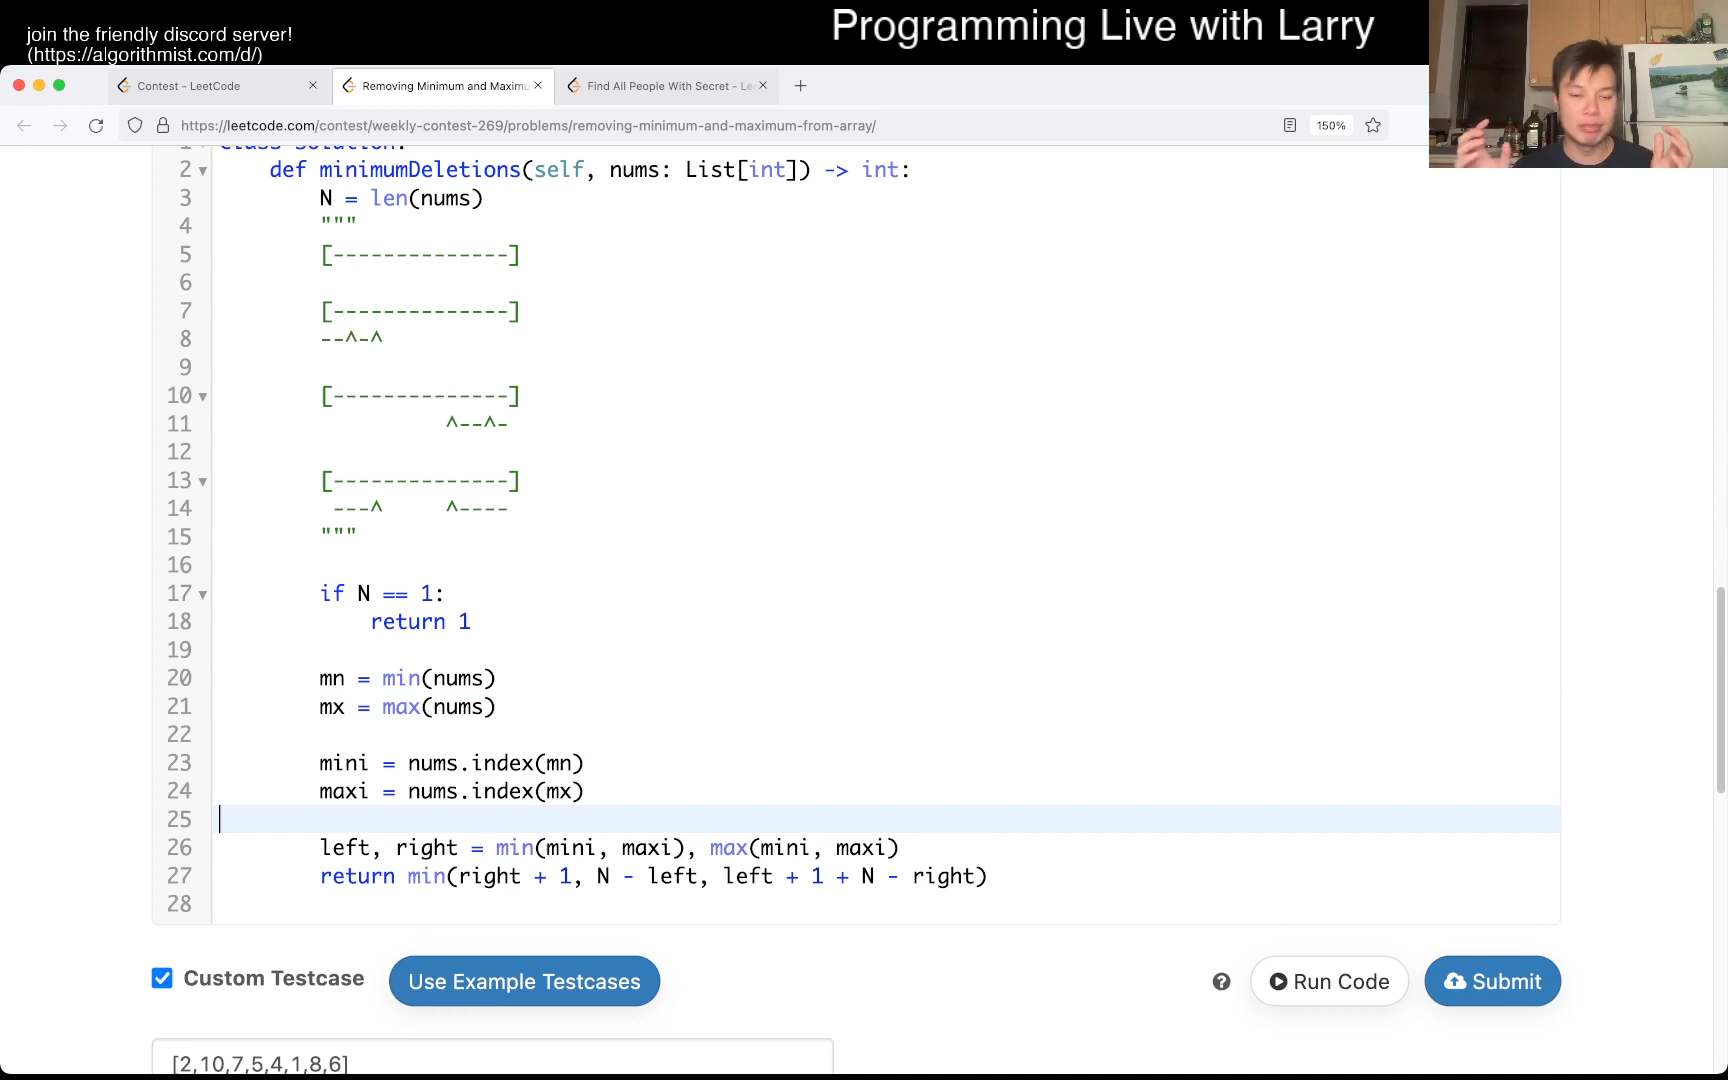 join the friendly discord server!
(https://algorithmist.com/d/)
Programming Live with Larry
Contest - LeetCode
Removing Minimum and Maximu
Find All People With Secret - Le
https://leetcode.com/contest/weekly-contest-269/problems/removing-minimum-and-maximum-from-array/
150%
2 def minimumDeletions(self, nums: List[int]) -> int:
3 N = len(nums)
4 """
5 [--------------]
6
7 [--------------]
8 --^-^
9
10 [--------------]
11 ^--^-
12
13 [--------------]
14 ---^ ^----
15 """
16
17 if N == 1:
18 return 1
19
20 mn = min(nums)
21 mx = max(nums)
22
23 mini = nums.index(mn)
24 maxi = nums.index(mx)
25
26 left, right = min(mini, maxi), max(mini, maxi)
27 return min(right + 1, N - left, left + 1 + N - right)
28
Custom Testcase
Use Example Testcases
Run Code
Submit
[2,10,7,5,4,1,8,6]